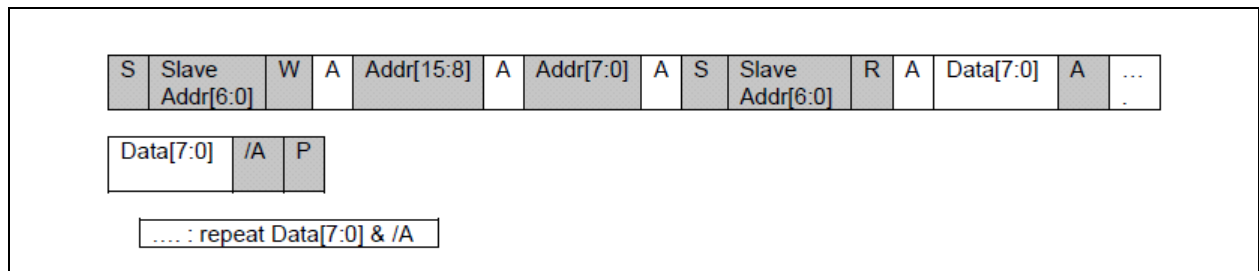 S Slave W A Addr[15:8] A Addr[7:0] A S Slave R A Data[7:0] A ...
Addr[6:0] Addr[6:0] .
Data[7:0] /A P
.... : repeat Data[7:0] & /A